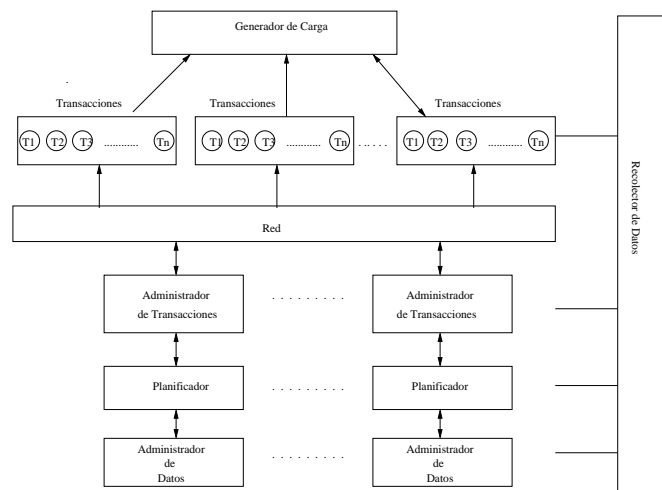 Generador de Carga
Transacciones Transacciones Transacciones
T1 T2 T3 ............ Tn T1 T2 T3 ............ Tn ...... T1 T2 T3 ............ Tn
Red
Administrador
de Transacciones
. . . . . . . . .
Administrador
de Transacciones
Planificador
. . . . . . . . .
Planificador
Administrador
de
Datos
. . . . . . . . .
Administrador
de
Datos
Recolector de Datos